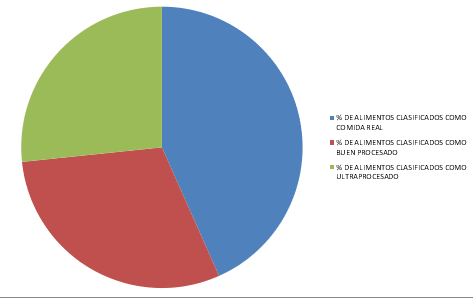 % DE ALIMENTOS CLASIFICADOS COMO
COMIDA REAL
% DE ALIMENTOS CLASIFICADOS COMO
BUEN PROCESADO
% DE ALIMENTOS CLASIFICADOS COMO
ULTRAPROCESADO